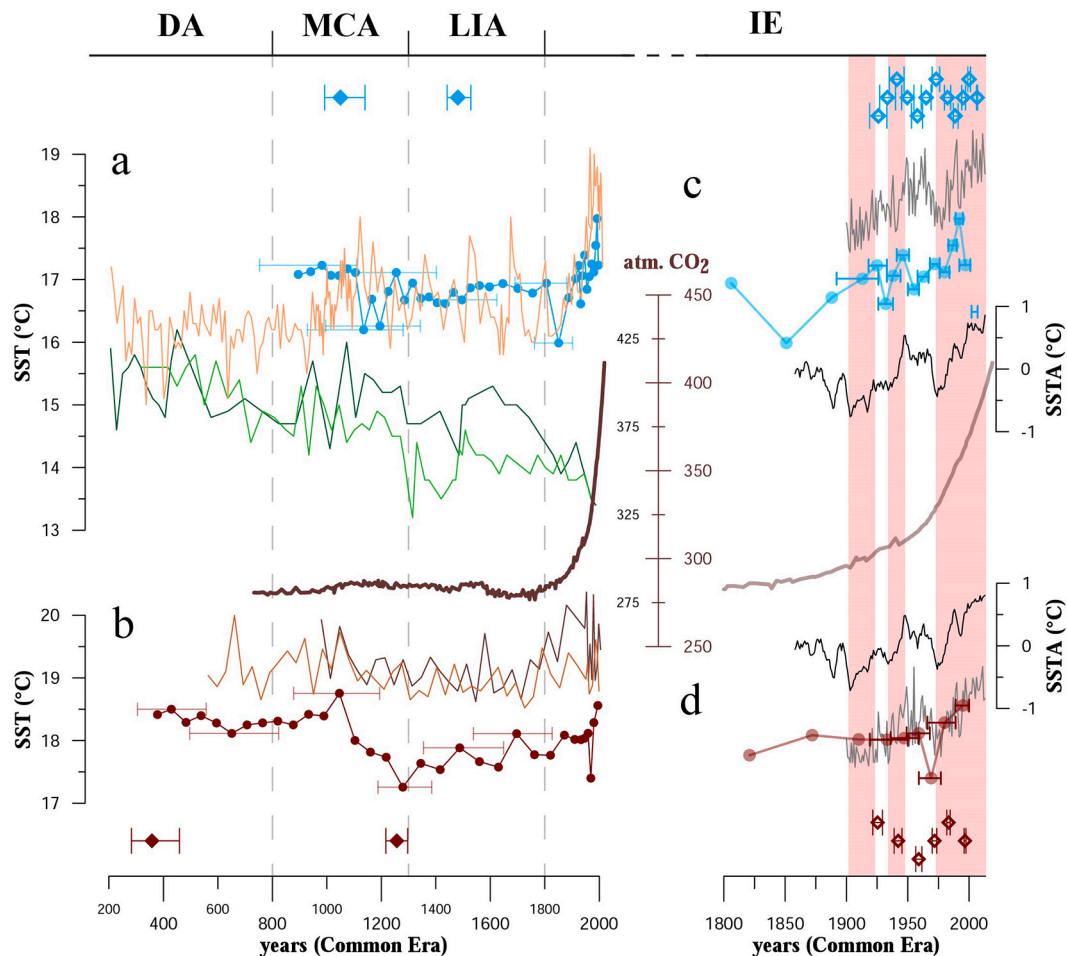 DA MCA LIA IE
a
c
19
18
17
16
15
14
13
SST (°C)
atm. CO₂
450
425
400
375
350
325
300
275
250
1
0
-1
SSTA (°C)
b
d
20
19
18
17
SST (°C)
1
0
-1
SSTA (°C)
200 400 600 800 1000 1200 1400 1600 1800 2000
years (Common Era)
1800 1850 1900 1950 2000
years (Common Era)